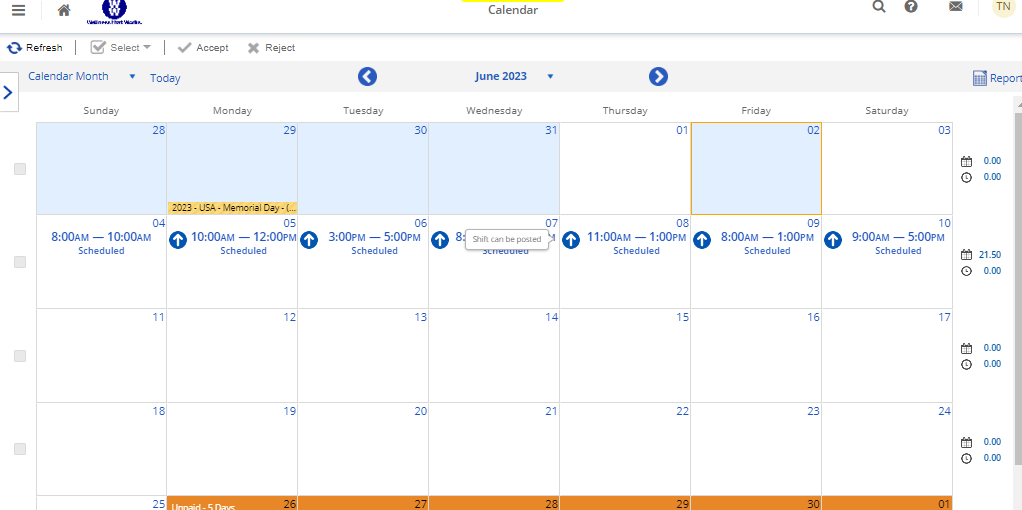 Wellness that Works.
Calendar
TN
Refresh
Select
Accept
Reject
Calendar Month
Today
June 2023
Report
Sunday Monday Tuesday Wednesday Thursday Friday Saturday
28 29 30 31 01 02 03
2023 - USA - Memorial Day - (...
0.00
0.00
04 05 06 07 08 09 10
8:00AM — 10:00AM 10:00AM — 12:00PM 3:00PM — 5:00PM 8: 11:00AM — 1:00PM 8:00AM — 1:00PM 9:00AM — 5:00PM
Shift can be posted
Scheduled Scheduled Scheduled Scheduled Scheduled Scheduled Scheduled
21.50
0.00
11 12 13 14 15 16 17
0.00
0.00
18 19 20 21 22 23 24
0.00
0.00
25 26 27 28 29 30 01
Unpaid - 5 Days